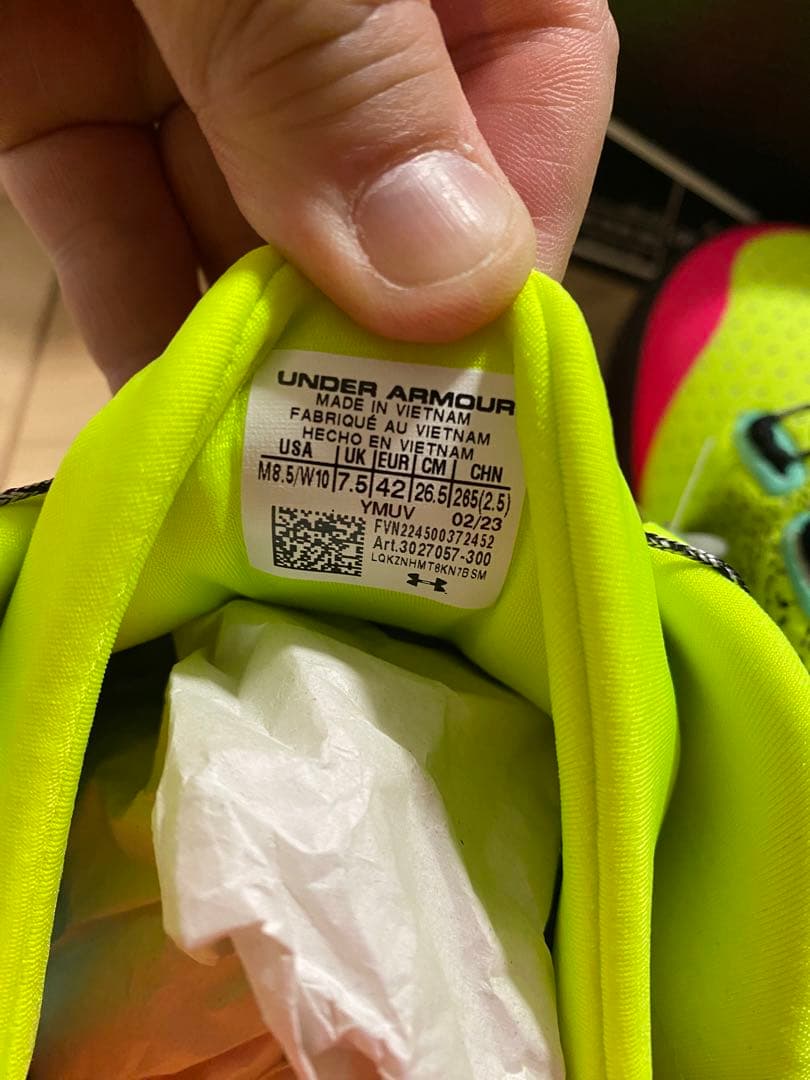 UNDER ARMOUR
MADE IN VIETNAM
FABRIQUÉ AU VIETNAM
HECHO EN VIETNAM
USA UK EUR CM CHN
M8.5/W10 7.5 42 26.5 265(2.5)
YMUV 02/23
FVN224500372452
Art.3027057-300
LQKZNHMT8KN7BSM